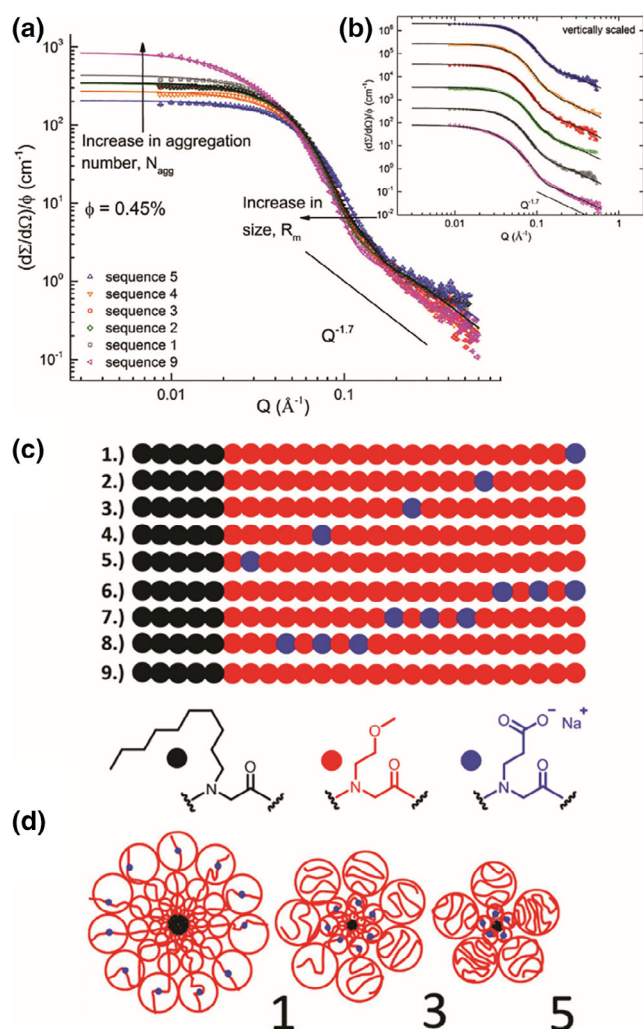 (a)
(dΣ/dΩ)/ϕ (cm⁻¹)
10³
10²
10¹
10⁰
10⁻¹
Increase in aggregation
number, N_agg
ϕ = 0.45%
Increase in
size, R_m
Q⁻¹·⁷
sequence 5
sequence 4
sequence 3
sequence 2
sequence 1
sequence 9
0.01
0.1
Q (Å⁻¹)
(b)
vertically scaled
(dΣ/dΩ)/ϕ (cm⁻¹)
10⁶
10⁵
10⁴
10³
10²
10¹
10⁰
10⁻¹
10⁻²
Q⁻¹·⁷
0.01
0.1
1
Q (Å⁻¹)
(c)
1.)
2.)
3.)
4.)
5.)
6.)
7.)
8.)
9.)
N
O
O
N
O
O
O⁻ Na⁺
N
O
(d)
1
3
5